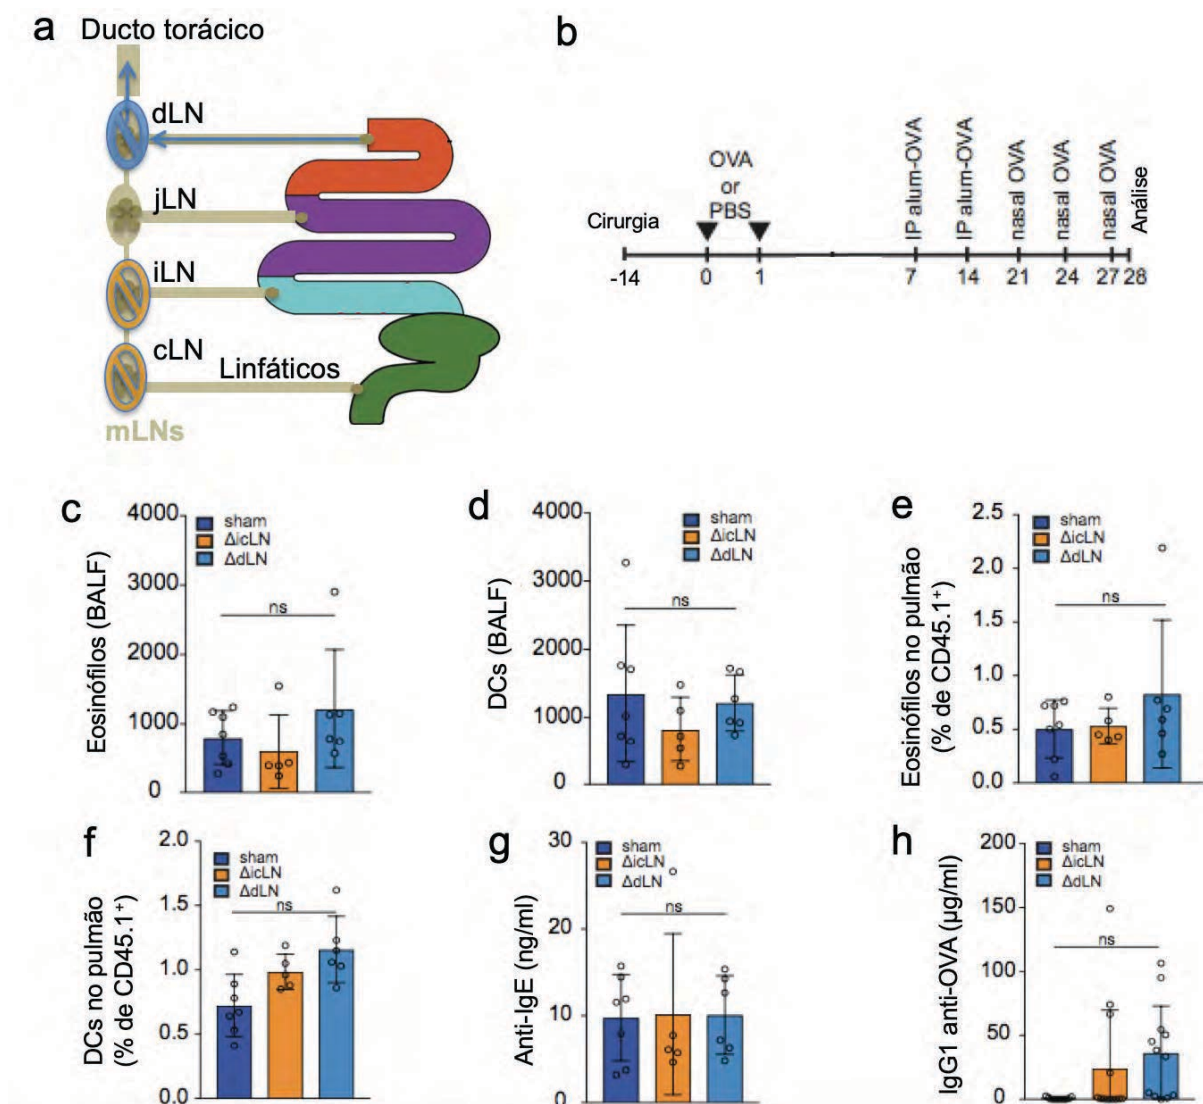 a
Ducto torácico
dLN
jLN
iLN
cLN
Linfáticos
mLNs
b
Cirurgia
OVA
or
PBS
IP alum-OVA
IP alum-OVA
nasal OVA
nasal OVA
nasal OVA
Análise
-14
0
1
7
14
21
24
27
28
c
Eosinófilos (BALF)
4000
3000
2000
1000
0
sham
ΔicLN
ΔdLN
ns
d
DCs (BALF)
4000
3000
2000
1000
0
sham
ΔicLN
ΔdLN
ns
e
Eosinófilos no pulmão
(% de CD45.1⁺)
2.5
2.0
1.5
1.0
0.5
0.0
sham
ΔicLN
ΔdLN
ns
f
DCs no pulmão
(% de CD45.1⁺)
2.0
1.5
1.0
0.5
0.0
sham
ΔicLN
ΔdLN
ns
g
Anti-IgE (ng/ml)
30
20
10
0
sham
ΔicLN
ΔdLN
ns
h
IgG1 anti-OVA (µg/ml)
200
150
100
50
0
sham
ΔicLN
ΔdLN
ns